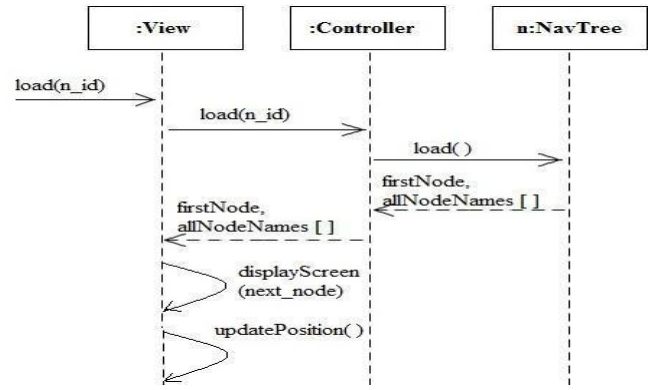 :View
:Controller
n:NavTree
load(n_id)
load(n_id)
load( )
firstNode,
allNodeNames [ ]
firstNode,
allNodeNames [ ]
displayScreen
(next_node)
updatePosition( )